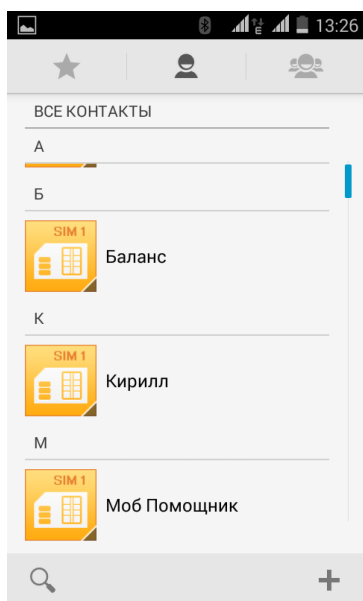 E 13:26
ВСЕ КОНТАКТЫ
А
Б
SIM 1
Баланс
К
SIM 1
Кирилл
М
SIM 1
Моб Помощник